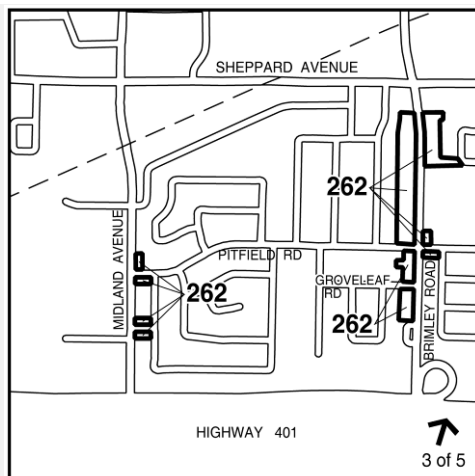 SHEPPARD AVENUE
262
MIDLAND AVENUE
PITFIELD RD
262
GROVELEAF
RD
262
BRIMLEY ROAD
HIGHWAY 401
3 of 5